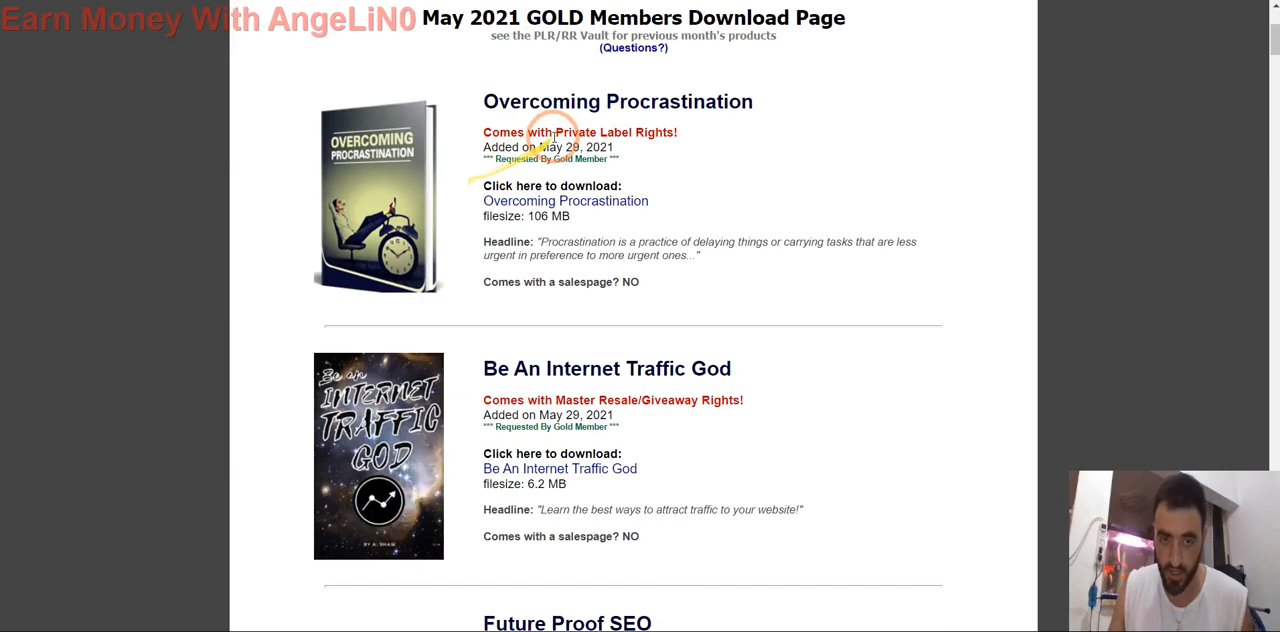 Earn Money With AngeLiN0
May 2021 GOLD Members Download Page
see the PLR/RR Vault for previous month's products
(Questions?)
OVERCOMING
PROCRASTINATION
Overcoming Procrastination
Comes with Private Label Rights!
Added on May 29, 2021
*** Requested By Gold Member ***
Click here to download:
Overcoming Procrastination
filesize: 106 MB
Headline: "Procrastination is a practice of delaying things or carrying tasks that are less
urgent in preference to more urgent ones..."
Comes with a salespage? NO
Be an
INTERNET
TRAFFIC
GOD
BY A. SHAW
Be An Internet Traffic God
Comes with Master Resale/Giveaway Rights!
Added on May 29, 2021
*** Requested By Gold Member ***
Click here to download:
Be An Internet Traffic God
filesize: 6.2 MB
Headline: "Learn the best ways to attract traffic to your website!"
Comes with a salespage? NO
Future Proof SEO